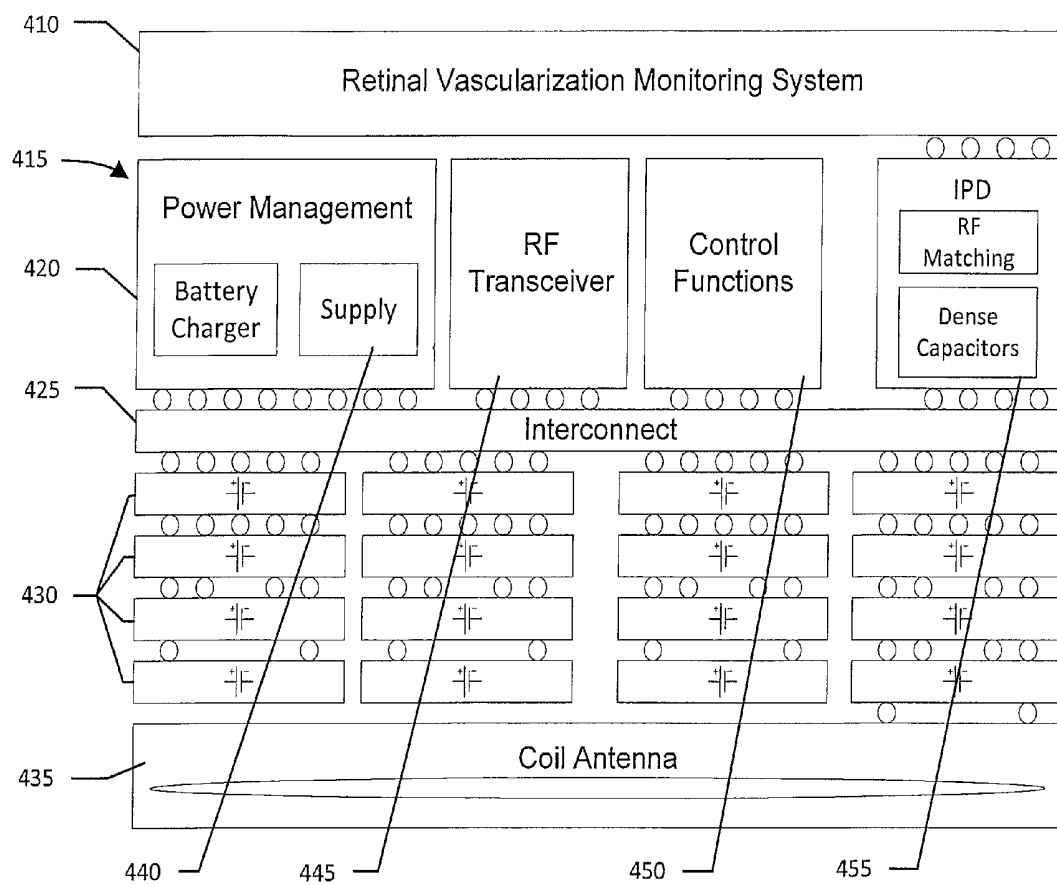 410
Retinal Vascularization Monitoring System
415
Power Management
RF
Transceiver
Control
Functions
IPD
RF
Matching
420
Battery
Charger
Supply
Dense
Capacitors
425
Interconnect
430
435
Coil Antenna
440
445
450
455